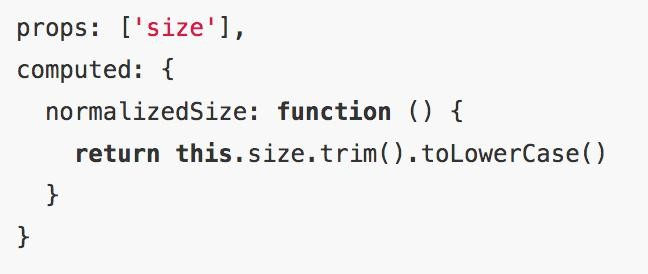 props: ['size'],
computed: {
  normalizedSize: function () {
    return this.size.trim().toLowerCase()
  }
}